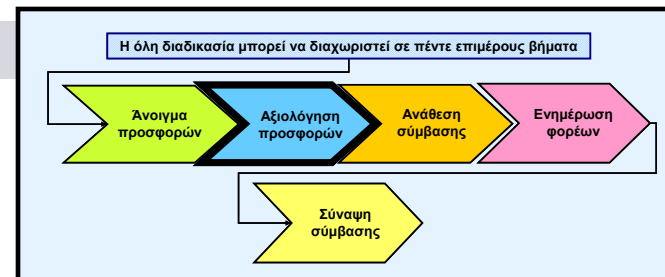 Η όλη διαδικασία μπορεί να διαχωριστεί σε πέντε επιμέρους βήματα
Άνοιγμα
προσφορών
Αξιολόγηση
προσφορών
Ανάθεση
σύμβασης
Ενημέρωση
φορέων
Σύναψη
σύμβασης